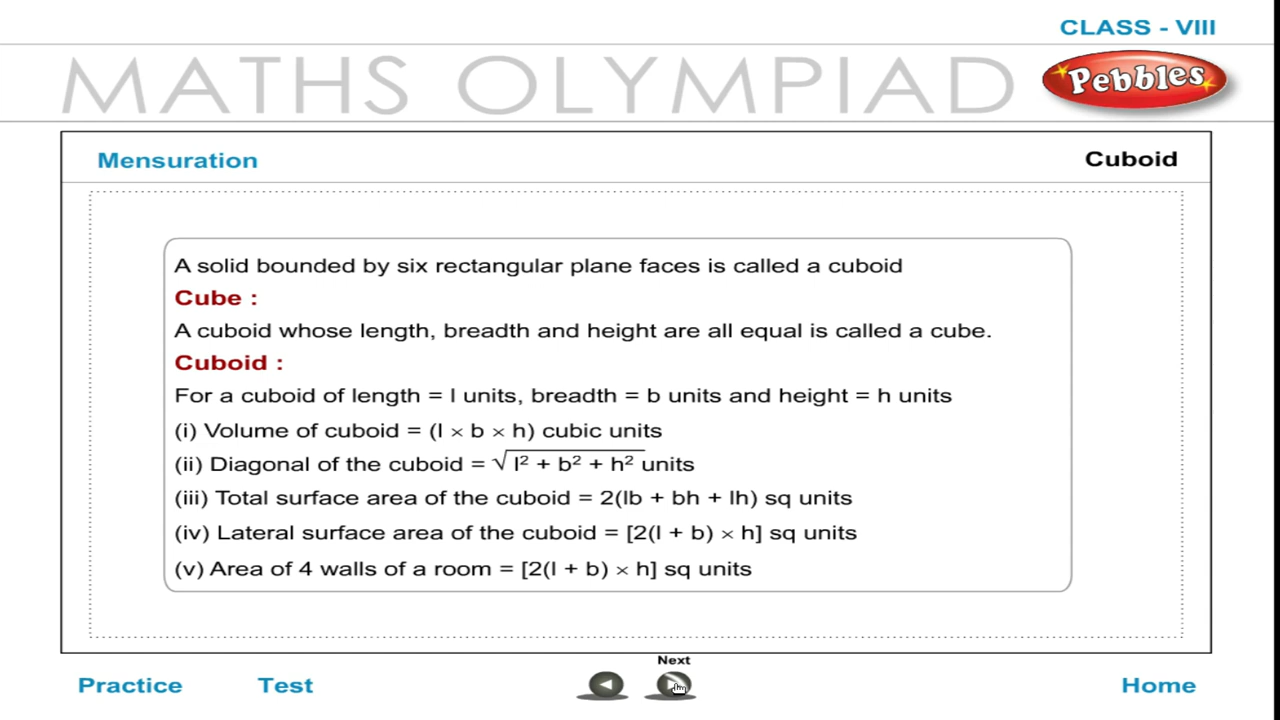 CLASS - VIII
MATHS OLYMPIAD
Pebbles
Mensuration
Cuboid
A solid bounded by six rectangular plane faces is called a cuboid
Cube :
A cuboid whose length, breadth and height are all equal is called a cube.
Cuboid :
For a cuboid of length = l units, breadth = b units and height = h units
(i) Volume of cuboid = (l × b × h) cubic units
(ii) Diagonal of the cuboid = √l² + b² + h² units
(iii) Total surface area of the cuboid = 2(lb + bh + lh) sq units
(iv) Lateral surface area of the cuboid = [2(l + b) × h] sq units
(v) Area of 4 walls of a room = [2(l + b) × h] sq units
Next
Practice
Test
Home